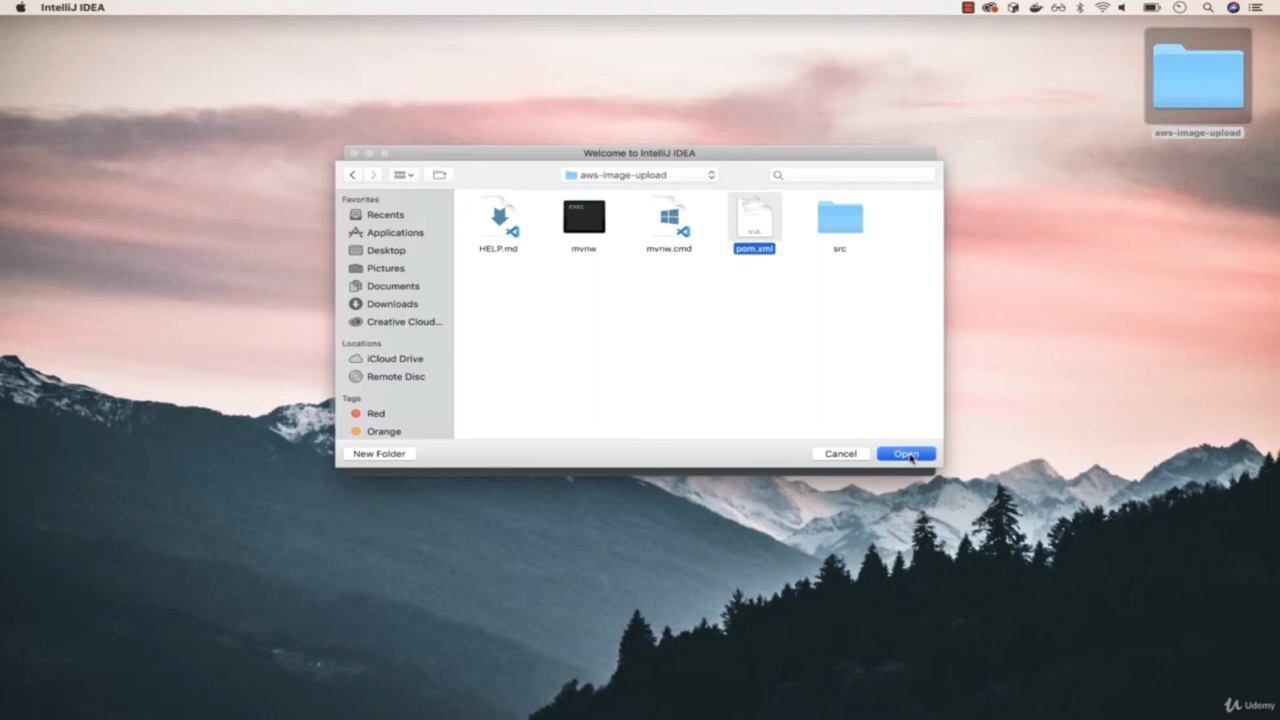 IntelliJ IDEA
aws-image-upload
Welcome to IntelliJ IDEA
aws-image-upload
Favorites
Recents
Applications
Desktop
Pictures
Documents
Downloads
Creative Cloud...
Locations
iCloud Drive
Remote Disc
Tags
Red
Orange
exec
XML
HELP.md
mvnw
mvnw.cmd
pom.xml
src
New Folder
Cancel
Open
Udemy